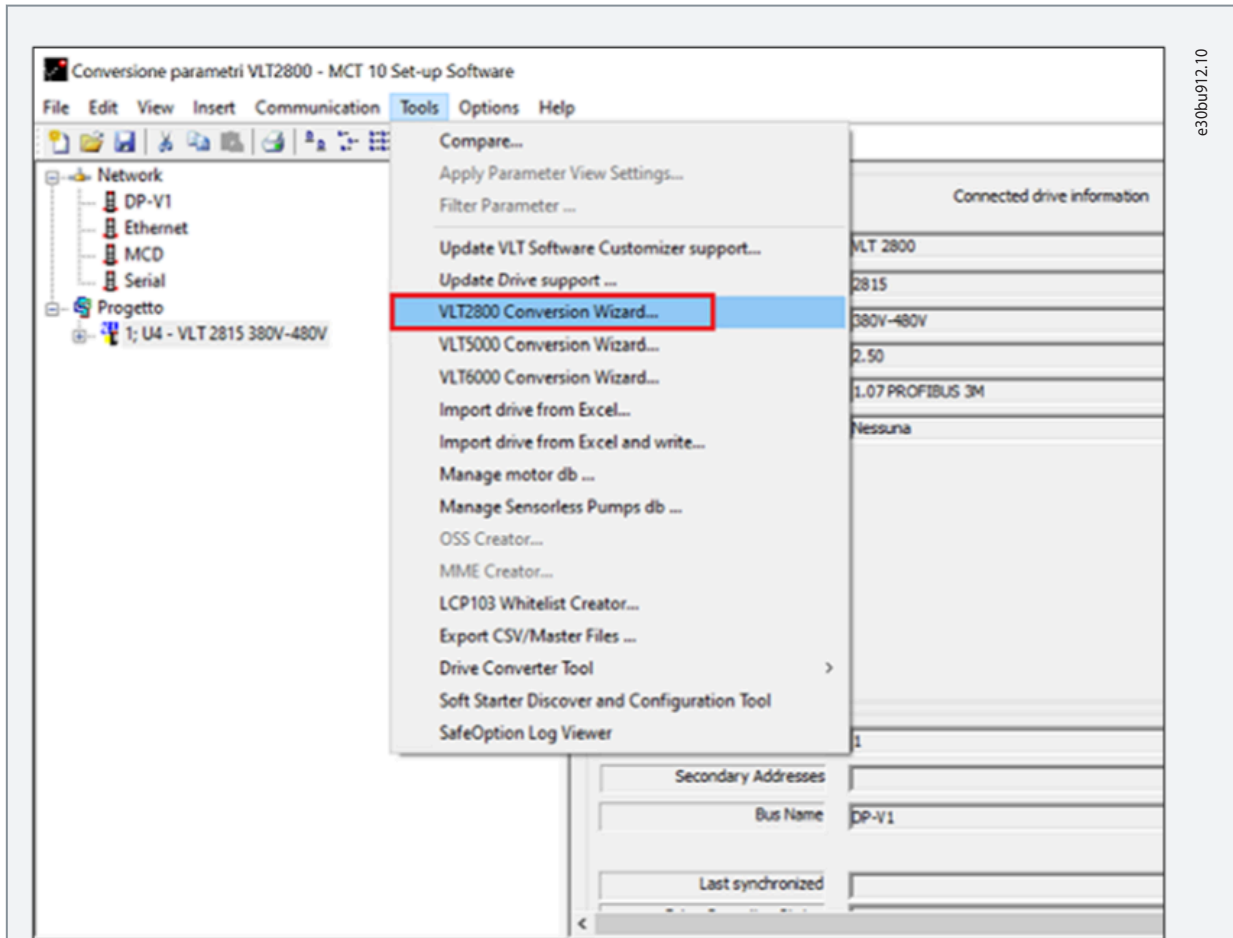 Conversione parametri VLT2800 - MCT 10 Set-up Software
File Edit View Insert Communication Tools Options Help
Network
DP-V1
Ethernet
MCD
Serial
Progetto
1; U4 - VLT 2815 380V-480V
Compare...
Apply Parameter View Settings...
Filter Parameter ...
Update VLT Software Customizer support...
Update Drive support ...
VLT2800 Conversion Wizard...
VLT5000 Conversion Wizard...
VLT6000 Conversion Wizard...
Import drive from Excel...
Import drive from Excel and write...
Manage motor db ...
Manage Sensorless Pumps db ...
OSS Creator...
MME Creator...
LCP103 Whitelist Creator...
Export CSV/Master Files ...
Drive Converter Tool >
Soft Starter Discover and Configuration Tool
SafeOption Log Viewer
Connected drive information
VLT 2800
2815
380V-480V
2.50
1.07 PROFIBUS 3M
Nessuna
1
Secondary Addresses
Bus Name DP-V1
Last synchronized
e30bu912.10